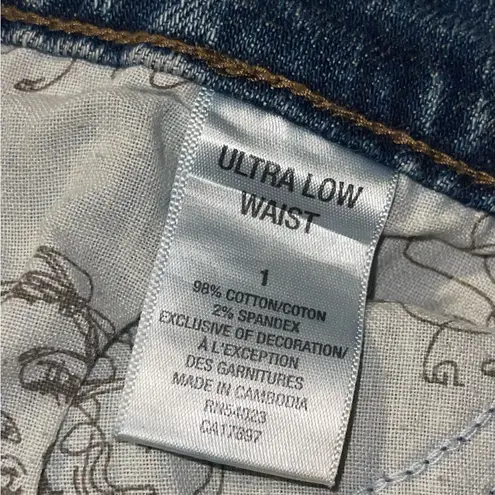 ULTRA LOW
WAIST
1
98% COTTON/COTON
2% SPANDEX
EXCLUSIVE OF DECORATION/
À L'EXCEPTION
DES GARNITURES
MADE IN CAMBODIA
RN54023
CA17897
G